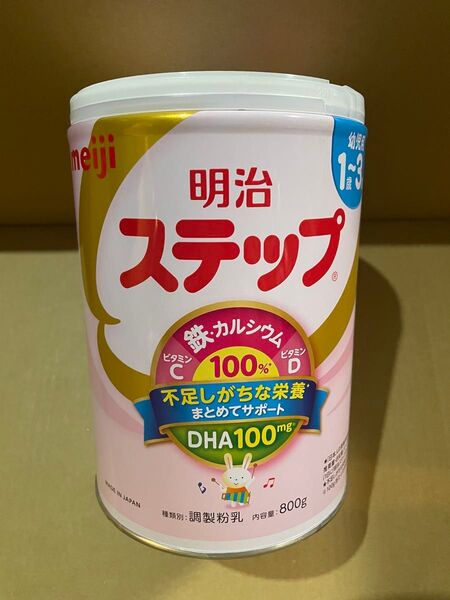 meiji
幼児用
1~3
歳
明治
ステップ®
鉄・カルシウム
ビタミン
C
100%*
ビタミン
D
不足しがちな栄養*
まとめてサポート
DHA100mg*
MADE IN JAPAN
種類別:調製粉乳 内容量:800g